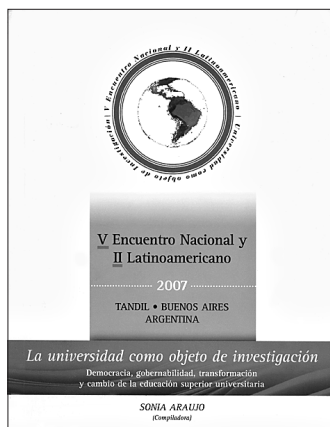 V Encuentro Nacional y II Latinoamericano | Universidad como objeto de Investigación |
V Encuentro Nacional y
II Latinoamericano
2007
TANDIL • BUENOS AIRES
ARGENTINA
La universidad como objeto de investigación
Democracia, gobernabilidad, transformación
y cambio de la educación superior universitaria
SONIA ARAUJO
(Compiladora)